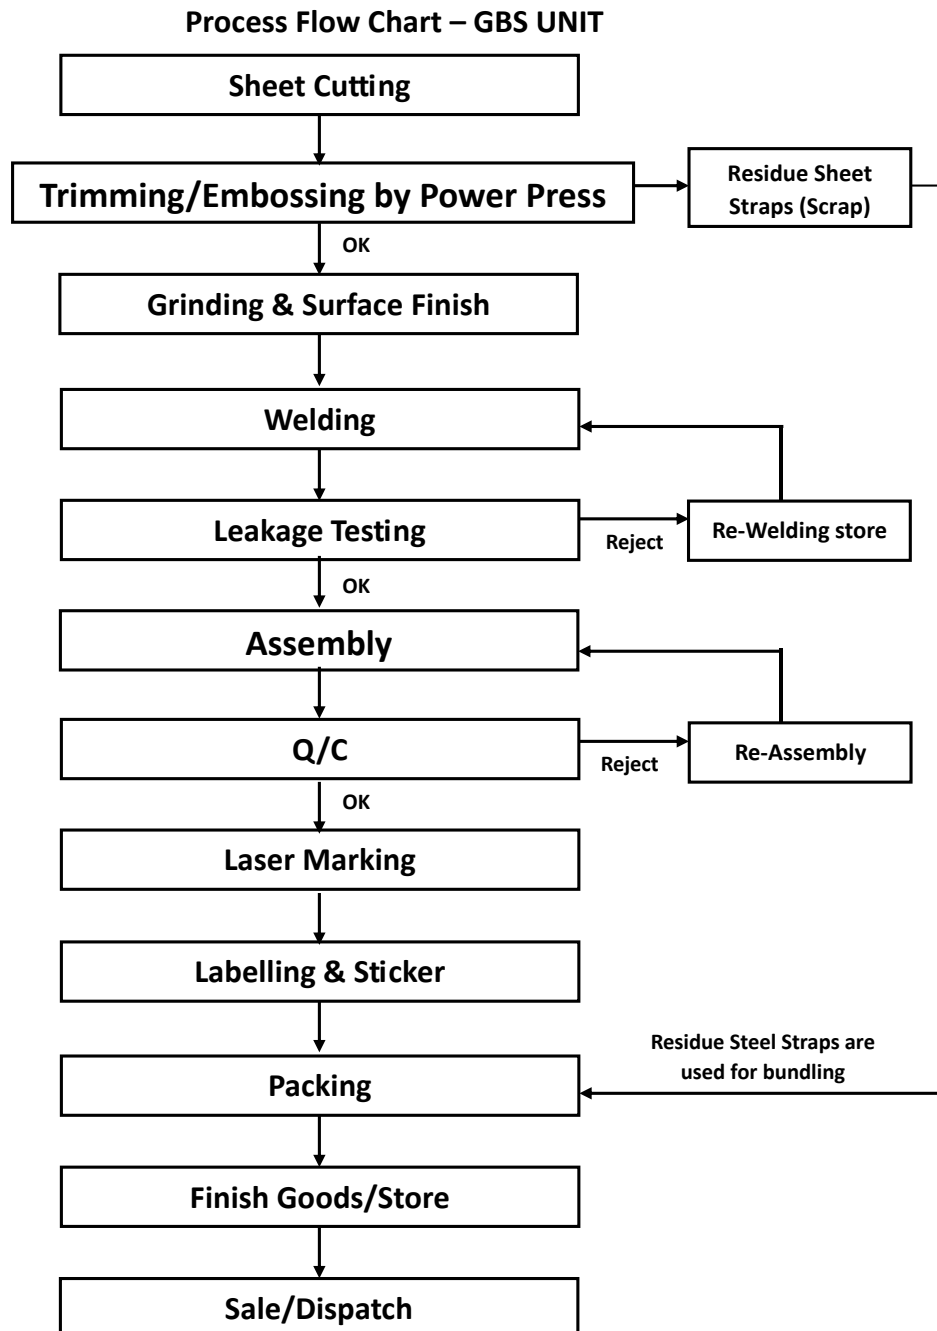 Process Flow Chart – GBS UNIT
Sheet Cutting
Trimming/Embossing by Power Press
Residue Sheet
Straps (Scrap)
OK
Grinding & Surface Finish
Welding
Leakage Testing
Reject
Re-Welding store
OK
Assembly
Q/C
Reject
Re-Assembly
OK
Laser Marking
Labelling & Sticker
Residue Steel Straps are
used for bundling
Packing
Finish Goods/Store
Sale/Dispatch